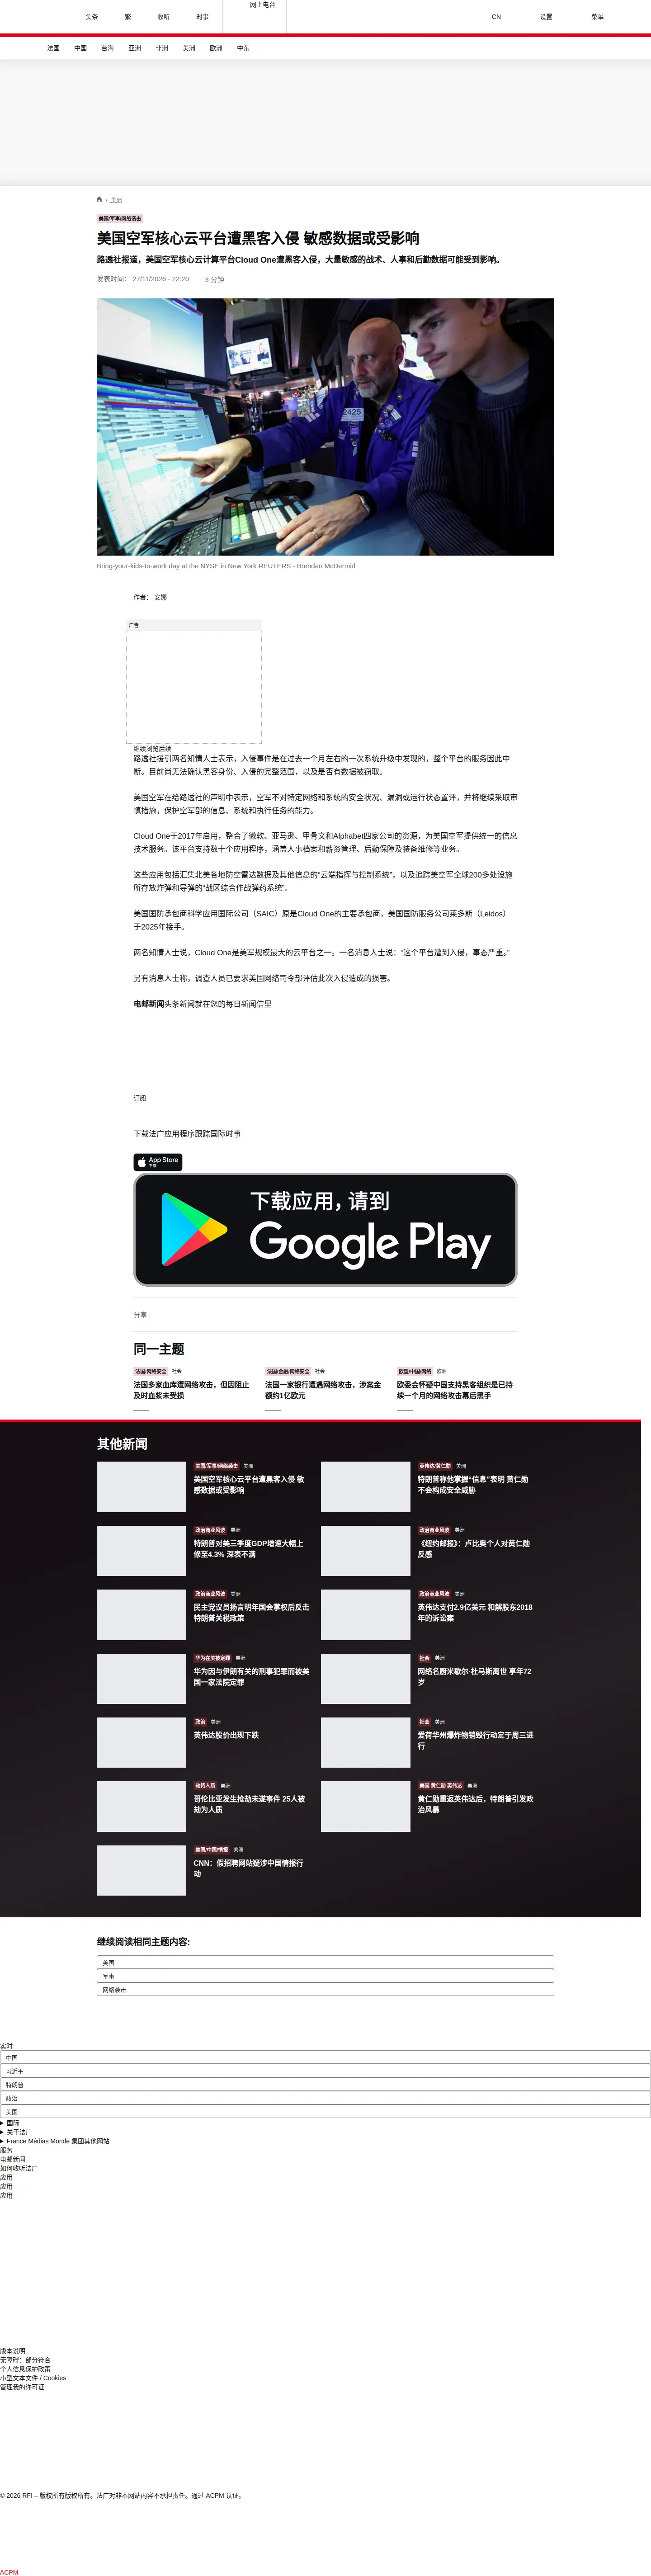 网上电台
头条
繁
收听
时事
CN
设置
菜单
法国
中国
台海
亚洲
非洲
美洲
欧洲
中东
/ 美洲
美国/军事/网络袭击
美国空军核心云平台遭黑客入侵 敏感数据或受影响
路透社报道，美国空军核心云计算平台Cloud One遭黑客入侵，大量敏感的战术、人事和后勤数据可能受到影响。
发表时间： 27/11/2026 - 22:20
3 分钟
2425
Bring-your-kids-to-work day at the NYSE in New York REUTERS - Brendan McDermid
作者： 安娜
广告
继续浏览后续
路透社援引两名知情人士表示，入侵事件是在过去一个月左右的一次系统升级中发现的，整个平台的服务因此中
断。目前尚无法确认黑客身份、入侵的完整范围，以及是否有数据被窃取。
美国空军在给路透社的声明中表示，空军不对特定网络和系统的安全状况、漏洞或运行状态置评，并将继续采取审
慎措施，保护空军部的信息、系统和执行任务的能力。
Cloud One于2017年启用，整合了微软、亚马逊、甲骨文和Alphabet四家公司的资源，为美国空军提供统一的信息
技术服务。该平台支持数十个应用程序，涵盖人事档案和薪资管理、后勤保障及装备维修等业务。
这些应用包括汇集北美各地防空雷达数据及其他信息的“云端指挥与控制系统”，以及追踪美空军全球200多处设施
所存放炸弹和导弹的“战区综合作战弹药系统”。
美国国防承包商科学应用国际公司（SAIC）原是Cloud One的主要承包商，美国国防服务公司莱多斯（Leidos）
于2025年接手。
两名知情人士说，Cloud One是美军规模最大的云平台之一。一名消息人士说：“这个平台遭到入侵，事态严重。”
另有消息人士称，调查人员已要求美国网络司令部评估此次入侵造成的损害。
电邮新闻头条新闻就在您的每日新闻信里
订阅
下载法广应用程序跟踪国际时事
App Store
下载
下载应用，请到
Google Play
分享 :
同一主题
法国/网络安全 社会
法国多家血库遭网络攻击，但因阻止
及时血浆未受损
法国/金融/网络安全 社会
法国一家银行遭遇网络攻击，涉案金
额约1亿欧元
欧盟/中国/网络 欧洲
欧委会怀疑中国支持黑客组织是已持
续一个月的网络攻击幕后黑手
其他新闻
美国/军事/网络袭击 美洲
美国空军核心云平台遭黑客入侵 敏
感数据或受影响
英伟达/黄仁勋 美洲
特朗普称他掌握“信息”表明 黄仁勋
不会构成安全威胁
政治商业风波 美洲
特朗普对美三季度GDP增速大幅上
修至4.3% 深表不满
政治商业风波 美洲
《纽约邮报》：卢比奥个人对黄仁勋
反感
政治商业风波 美洲
民主党议员扬言明年国会掌权后反击
特朗普关税政策
政治商业风波 美洲
英伟达支付2.9亿美元 和解股东2018
年的诉讼案
华为在美被定罪 美洲
华为因与伊朗有关的刑事犯罪而被美
国一家法院定罪
社会 美洲
网络名厨米歇尔·杜马斯离世 享年72
岁
政治 美洲
英伟达股价出现下跌
社会 美洲
爱荷华州爆炸物销毁行动定于周三进
行
劫持人质 美洲
哥伦比亚发生抢劫未遂事件 25人被
劫为人质
美国 黄仁勋 英伟达 美洲
黄仁勋重返英伟达后，特朗普引发政
治风暴
美国/中国/情报 美洲
CNN：假招聘网站疑涉中国情报行
动
继续阅读相同主题内容:
美国
军事
网络袭击
实时
中国
习近平
特朗普
政治
美国
国际
关于法广
France Médias Monde 集团其他网站
服务
电邮新闻
如何收听法广
应用
应用
应用
版本说明
无障碍：部分符合
个人信息保护政策
小型文本文件 / Cookies
管理我的许可证
© 2026 RFI – 版权所有版权所有。法广对非本网站内容不承担责任。通过 ACPM 认证。
ACPM